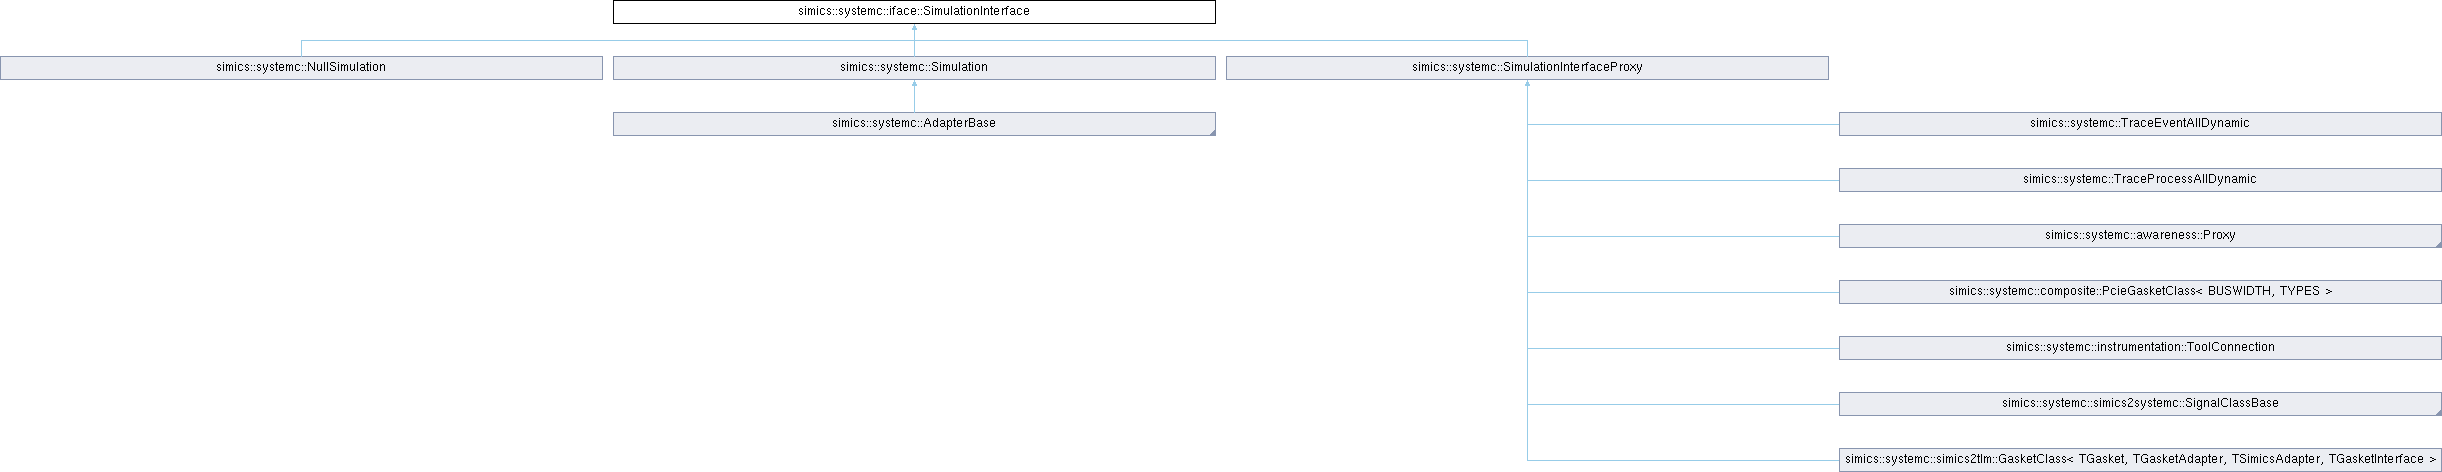 simics::systemc::iface::SimulationInterface
simics::systemc::NullSimulation
simics::systemc::Simulation
simics::systemc::SimulationInterfaceProxy
simics::systemc::AdapterBase
simics::systemc::TraceEventAllDynamic
simics::systemc::TraceProcessAllDynamic
simics::systemc::awareness::Proxy
simics::systemc::composite::PcieGasketClass< BUSWIDTH, TYPES >
simics::systemc::instrumentation::ToolConnection
simics::systemc::simics2systemc::SignalClassBase
simics::systemc::simics2tlm::GasketClass< TGasket, TGasketAdapter, TSimicsAdapter, TGasketInterface >